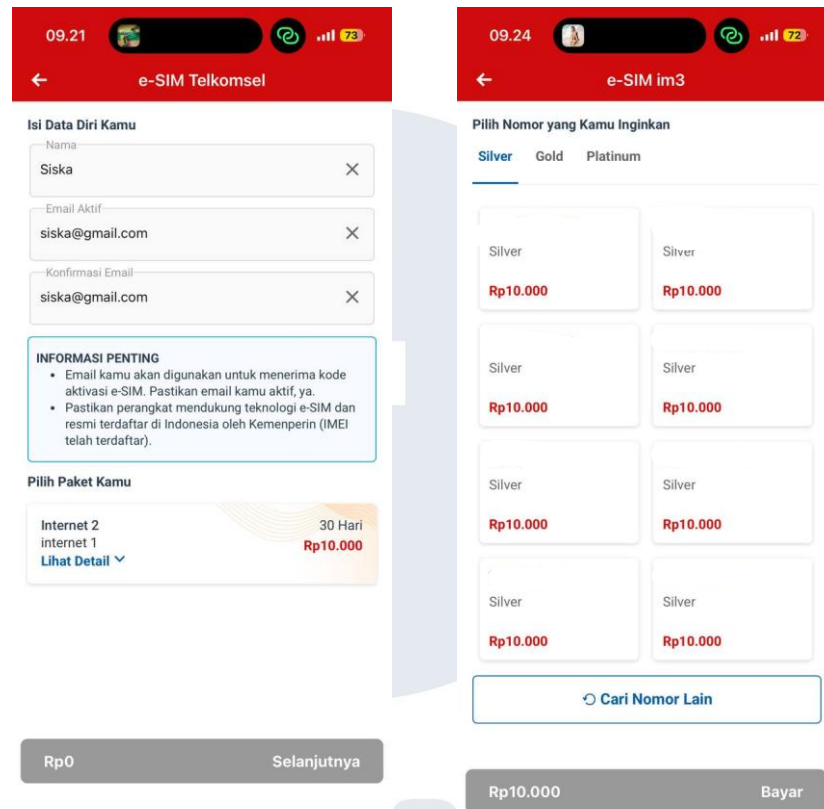 09.21
73
e-SIM Telkomsel
Isi Data Diri Kamu
Nama
Siska
Email Aktif
siska@gmail.com
Konfirmasi Email
siska@gmail.com
INFORMASI PENTING
• Email kamu akan digunakan untuk menerima kode
aktivasi e-SIM. Pastikan email kamu aktif, ya.
• Pastikan perangkat mendukung teknologi e-SIM dan
resmi terdaftar di Indonesia oleh Kemenperin (IMEI
telah terdaftar).
Pilih Paket Kamu
Internet 2 30 Hari
internet 1 Rp10.000
Lihat Detail
Rp0 Selanjutnya
09.24
72
e-SIM im3
Pilih Nomor yang Kamu Inginkan
Silver Gold Platinum
Silver Silver
Rp10.000 Rp10.000
Silver Silver
Rp10.000 Rp10.000
Silver Silver
Rp10.000 Rp10.000
Silver Silver
Rp10.000 Rp10.000
Cari Nomor Lain
Rp10.000 Bayar